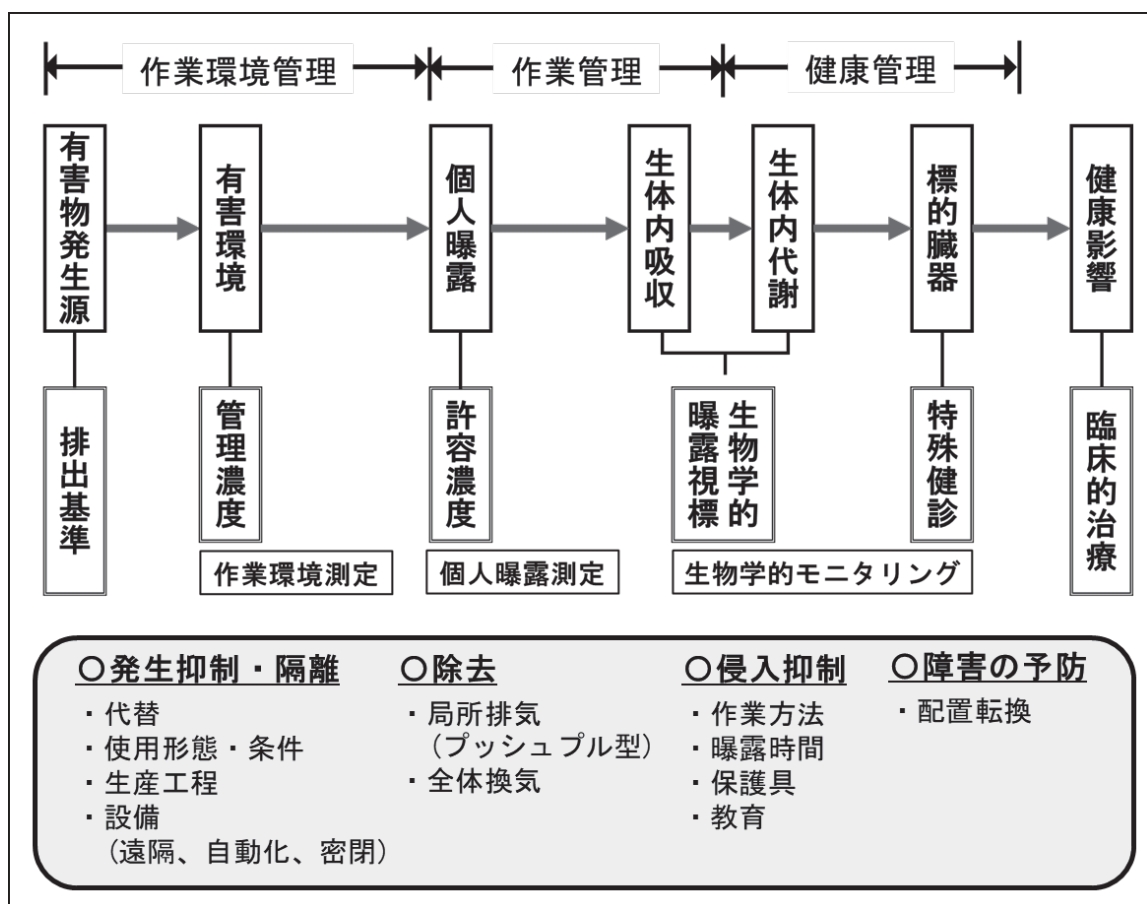 作業環境管理
作業管理
健康管理
有害物発生源
有害環境
個人曝露
生体内吸収
生体内代謝
標的臓器
健康影響
排出基準
管理濃度
許容濃度
生物学的
曝露視標
特殊健診
臨床的治療
作業環境測定
個人曝露測定
生物学的モニタリング
〇発生抑制・隔離
・代替
・使用形態・条件
・生産工程
・設備
（遠隔、自動化、密閉）
〇除去
・局所排気
（プッシュプル型）
・全体換気
〇侵入抑制
・作業方法
・曝露時間
・保護具
・教育
〇障害の予防
・配置転換